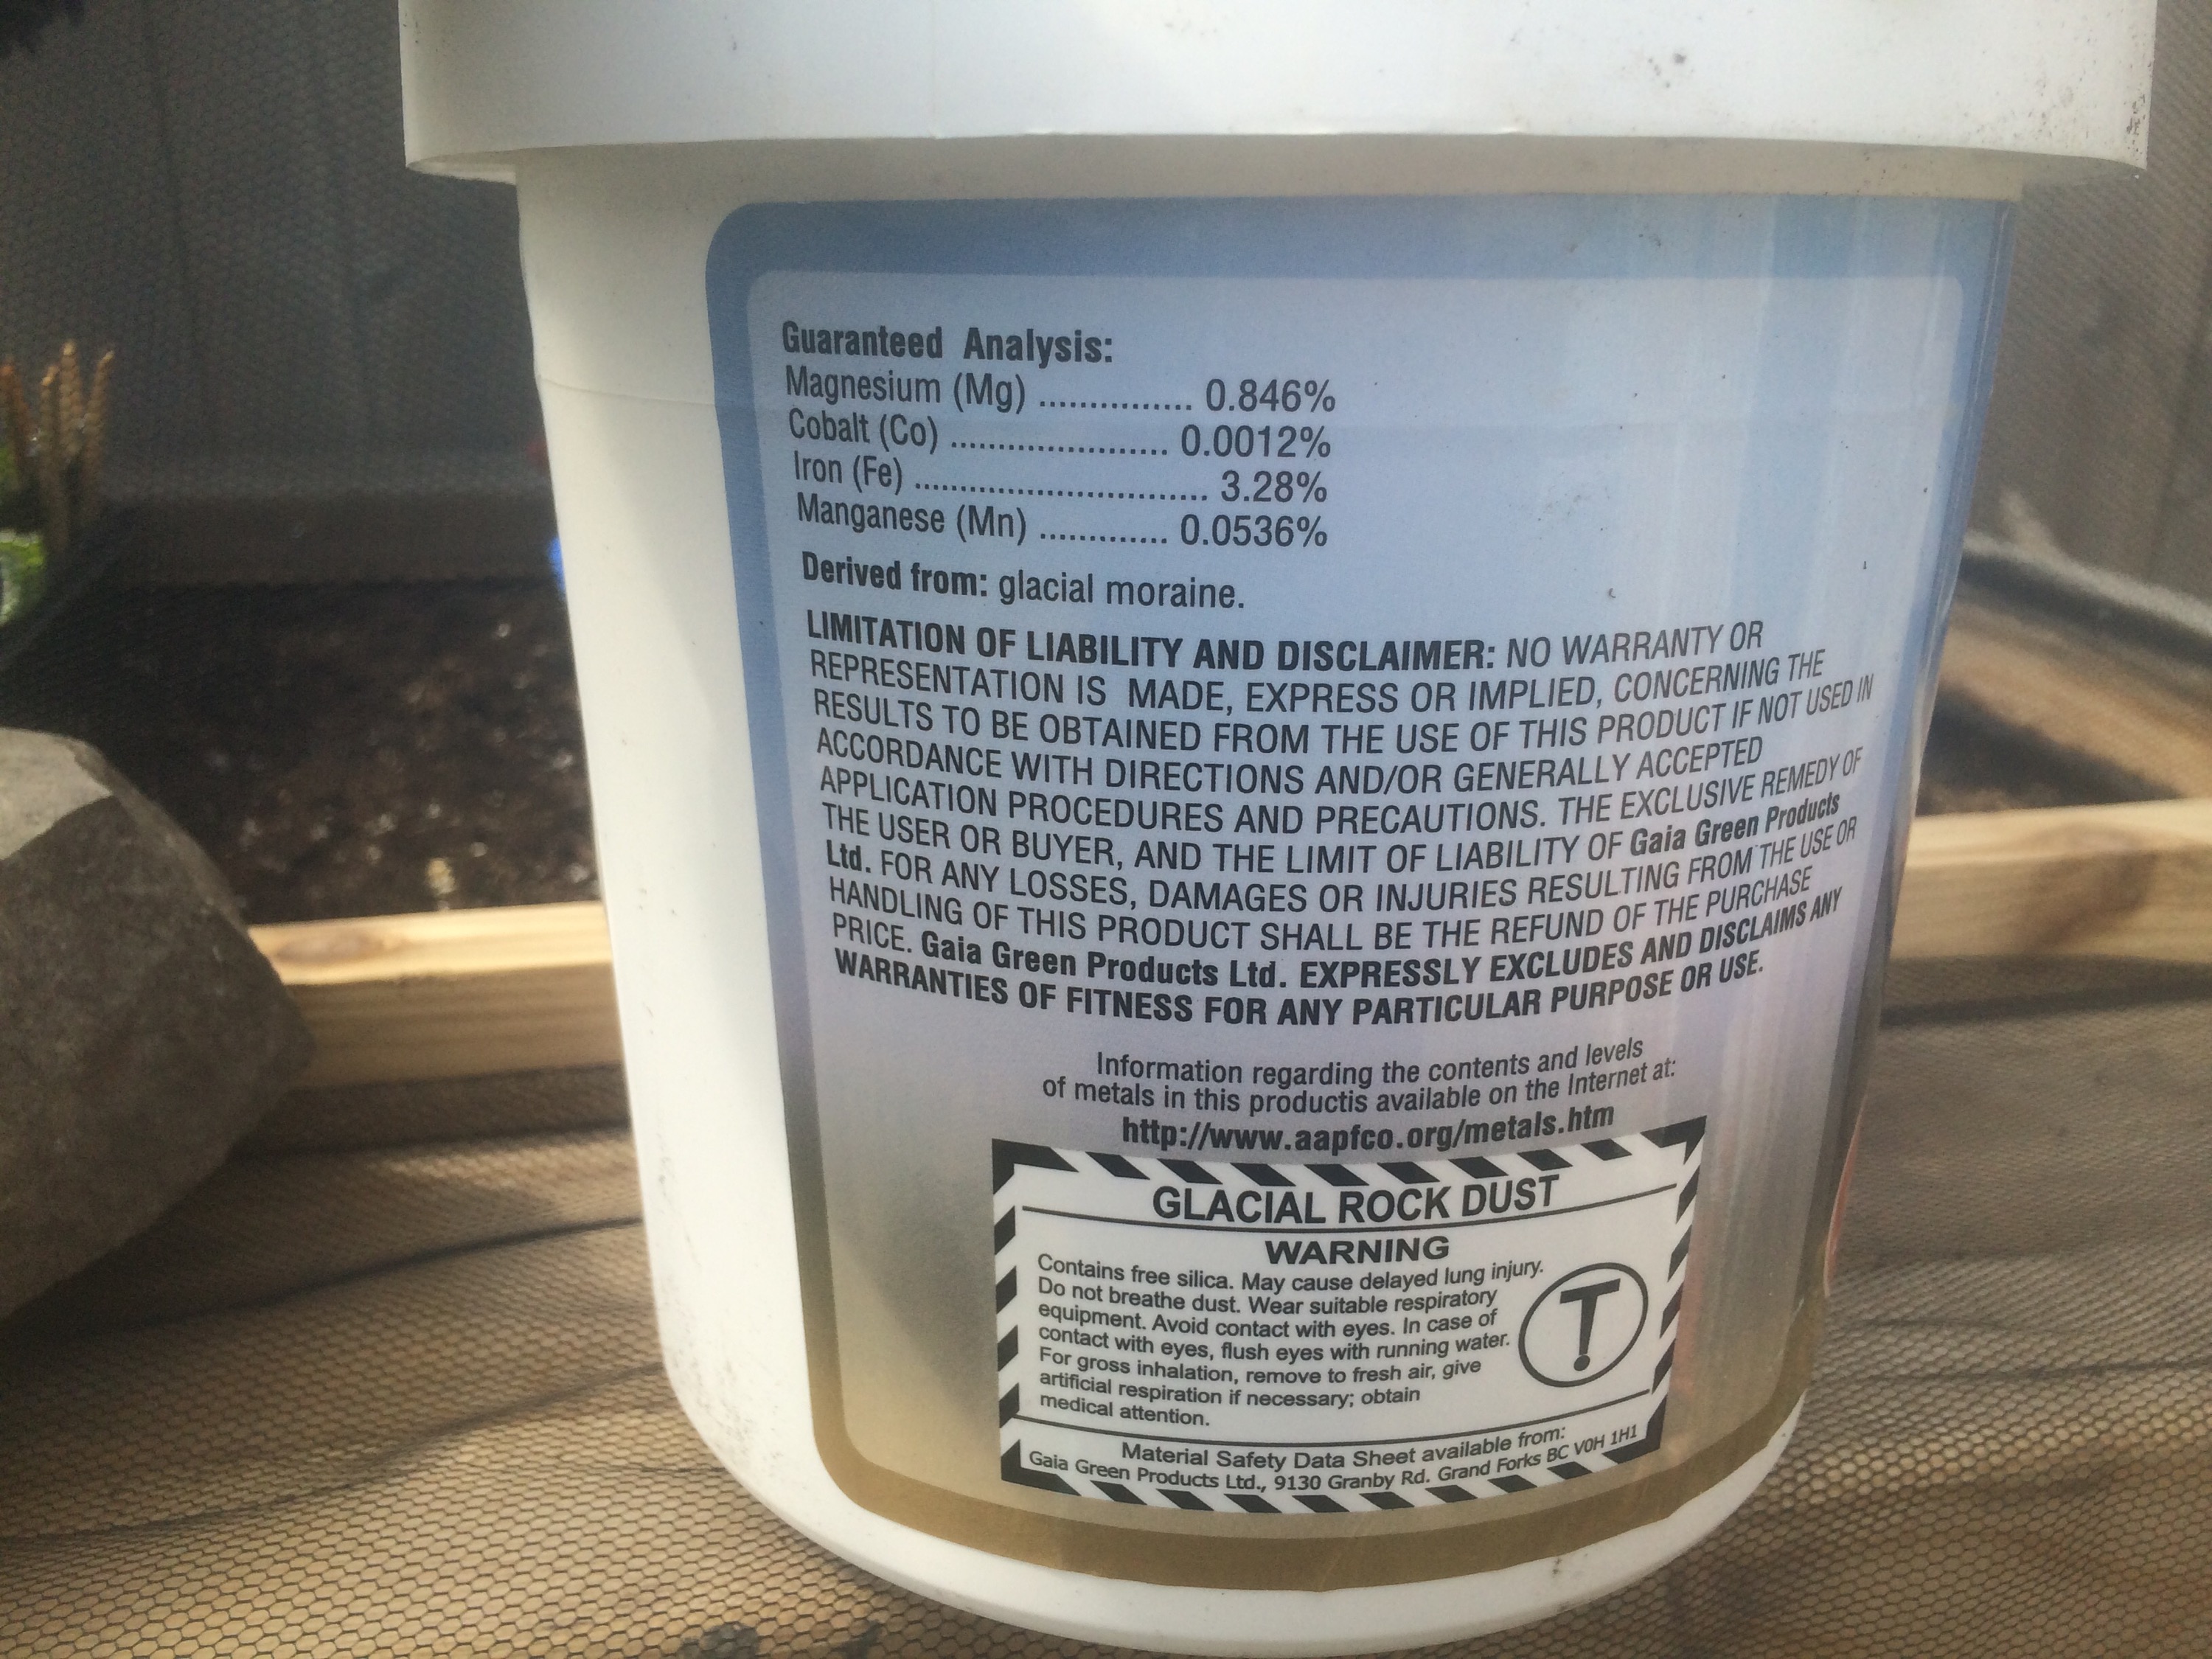 Guaranteed Analysis:
Magnesium (Mg) ............... 0.846%
Cobalt (Co) ..................... 0.0012%
Iron (Fe) ............................. 3.28%
Manganese (Mn) ............. 0.0536%
Derived from: glacial moraine.
LIMITATION OF LIABILITY AND DISCLAIMER: NO WARRANTY OR
REPRESENTATION IS MADE, EXPRESS OR IMPLIED, CONCERNING THE
RESULTS TO BE OBTAINED FROM THE USE OF THIS PRODUCT IF NOT USED IN
ACCORDANCE WITH DIRECTIONS AND/OR GENERALLY ACCEPTED
APPLICATION PROCEDURES AND PRECAUTIONS. THE EXCLUSIVE REMEDY OF
THE USER OR BUYER, AND THE LIMIT OF LIABILITY OF Gaia Green Products
Ltd. FOR ANY LOSSES, DAMAGES OR INJURIES RESULTING FROM THE USE OR
HANDLING OF THIS PRODUCT SHALL BE THE REFUND OF THE PURCHASE
PRICE. Gaia Green Products Ltd. EXPRESSLY EXCLUDES AND DISCLAIMS ANY
WARRANTIES OF FITNESS FOR ANY PARTICULAR PURPOSE OR USE.
Information regarding the contents and levels
of metals in this productis available on the Internet at:
http://www.aapfco.org/metals.htm
GLACIAL ROCK DUST
WARNING
Contains free silica. May cause delayed lung injury.
Do not breathe dust. Wear suitable respiratory
equipment. Avoid contact with eyes. In case of
contact with eyes, flush eyes with running water.
For gross inhalation, remove to fresh air, give
artificial respiration if necessary; obtain
medical attention.
Material Safety Data Sheet available from:
Gaia Green Products Ltd., 9130 Granby Rd. Grand Forks BC V0H 1H1